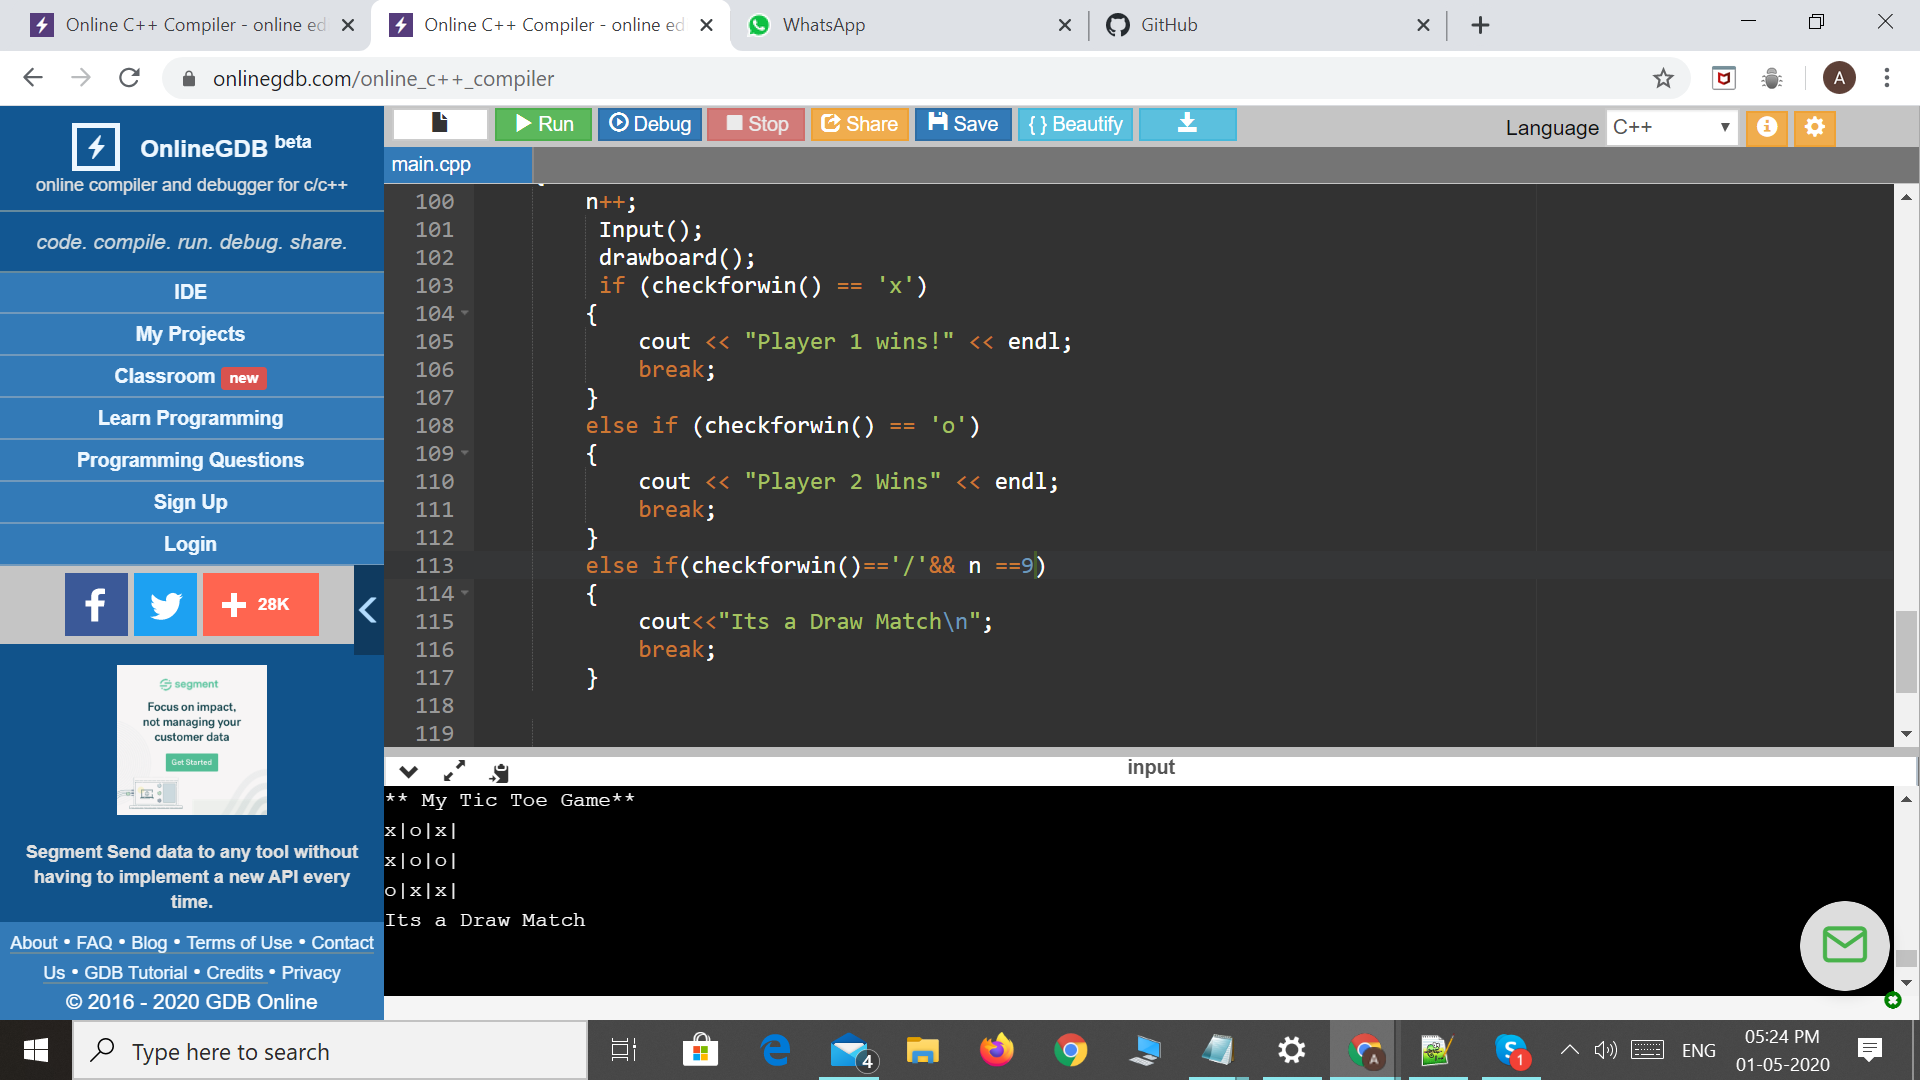 Online C++ Compiler - online ed
Online C++ Compiler - online ed
WhatsApp
GitHub
onlinegdb.com/online_c++_compiler
A
OnlineGDB beta
online compiler and debugger for c/c++
code. compile. run. debug. share.
IDE
My Projects
Classroom new
Learn Programming
Programming Questions
Sign Up
Login
28K
segment
Focus on impact,
not managing your
customer data
Get Started
Segment Send data to any tool without
having to implement a new API every
time.
About • FAQ • Blog • Terms of Use • Contact
Us • GDB Tutorial • Credits • Privacy
© 2016 - 2020 GDB Online
Run Debug Stop Share Save { } Beautify
Language C++
main.cpp
100 n++;
101 Input();
102 drawboard();
103 if (checkforwin() == 'x')
104 {
105 cout << "Player 1 wins!" << endl;
106 break;
107 }
108 else if (checkforwin() == 'o')
109 {
110 cout << "Player 2 Wins" << endl;
111 break;
112 }
113 else if(checkforwin()=='/'&& n ==9)
114 {
115 cout<<"Its a Draw Match\n";
116 break;
117 }
118
119
input
** My Tic Toe Game**
x|o|x|
x|o|o|
o|x|x|
Its a Draw Match
Type here to search
4
A
1
ENG
05:24 PM
01-05-2020